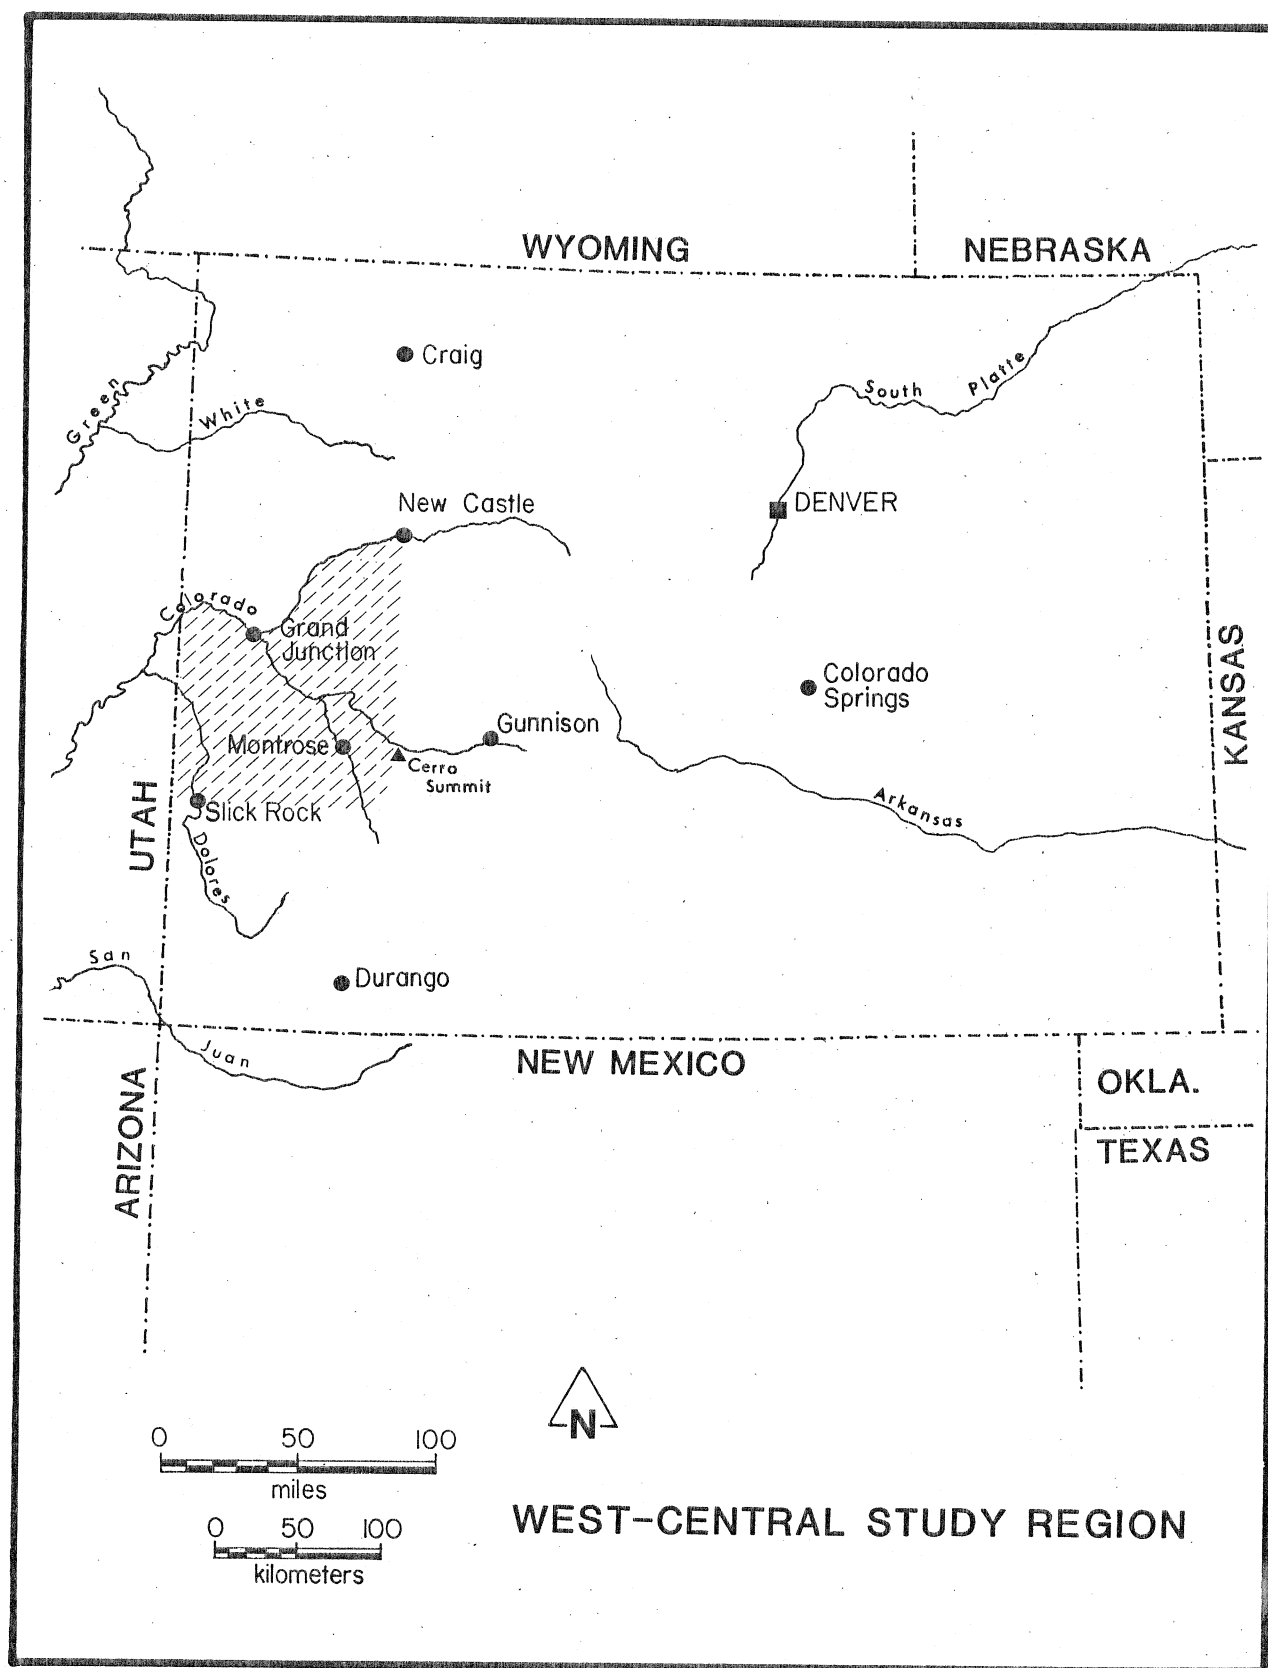 WYOMING
NEBRASKA
Craig
South Platte
Green
White
New Castle
DENVER
Colorado
Grand
Junction
Colorado
Springs
KANSAS
Gunnison
Montrose
Cerro
Summit
UTAH
Slick Rock
Arkansas
Dolores
San
Durango
Juan
NEW MEXICO
OKLA.
ARIZONA
TEXAS
N
0 50 100
miles
WEST-CENTRAL STUDY REGION
0 50 100
kilometers